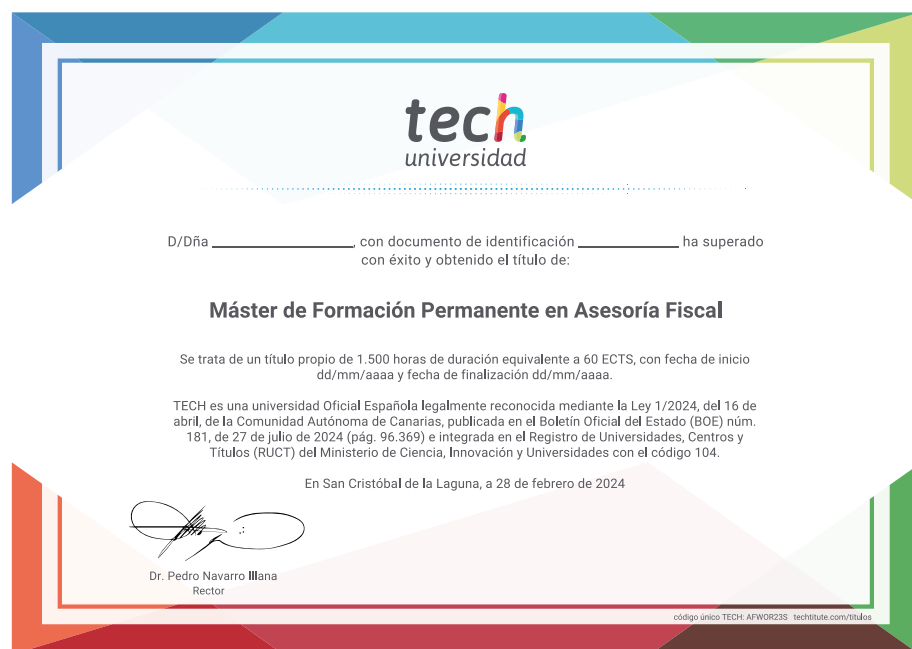 tech
universidad
D/Dña ______________, con documento de identificación __________ ha superado
con éxito y obtenido el título de:
Máster de Formación Permanente en Asesoría Fiscal
Se trata de un título propio de 1.500 horas de duración equivalente a 60 ECTS, con fecha de inicio
dd/mm/aaaa y fecha de finalización dd/mm/aaaa.
TECH es una universidad Oficial Española legalmente reconocida mediante la Ley 1/2024, del 16 de
abril, de la Comunidad Autónoma de Canarias, publicada en el Boletín Oficial del Estado (BOE) núm.
181, de 27 de julio de 2024 (pág. 96.369) e integrada en el Registro de Universidades, Centros y
Títulos (RUCT) del Ministerio de Ciencia, Innovación y Universidades con el código 104.
En San Cristóbal de la Laguna, a 28 de febrero de 2024
Dr. Pedro Navarro Illana
Rector
código único TECH: AFWOR23S techtitute.com/titulos